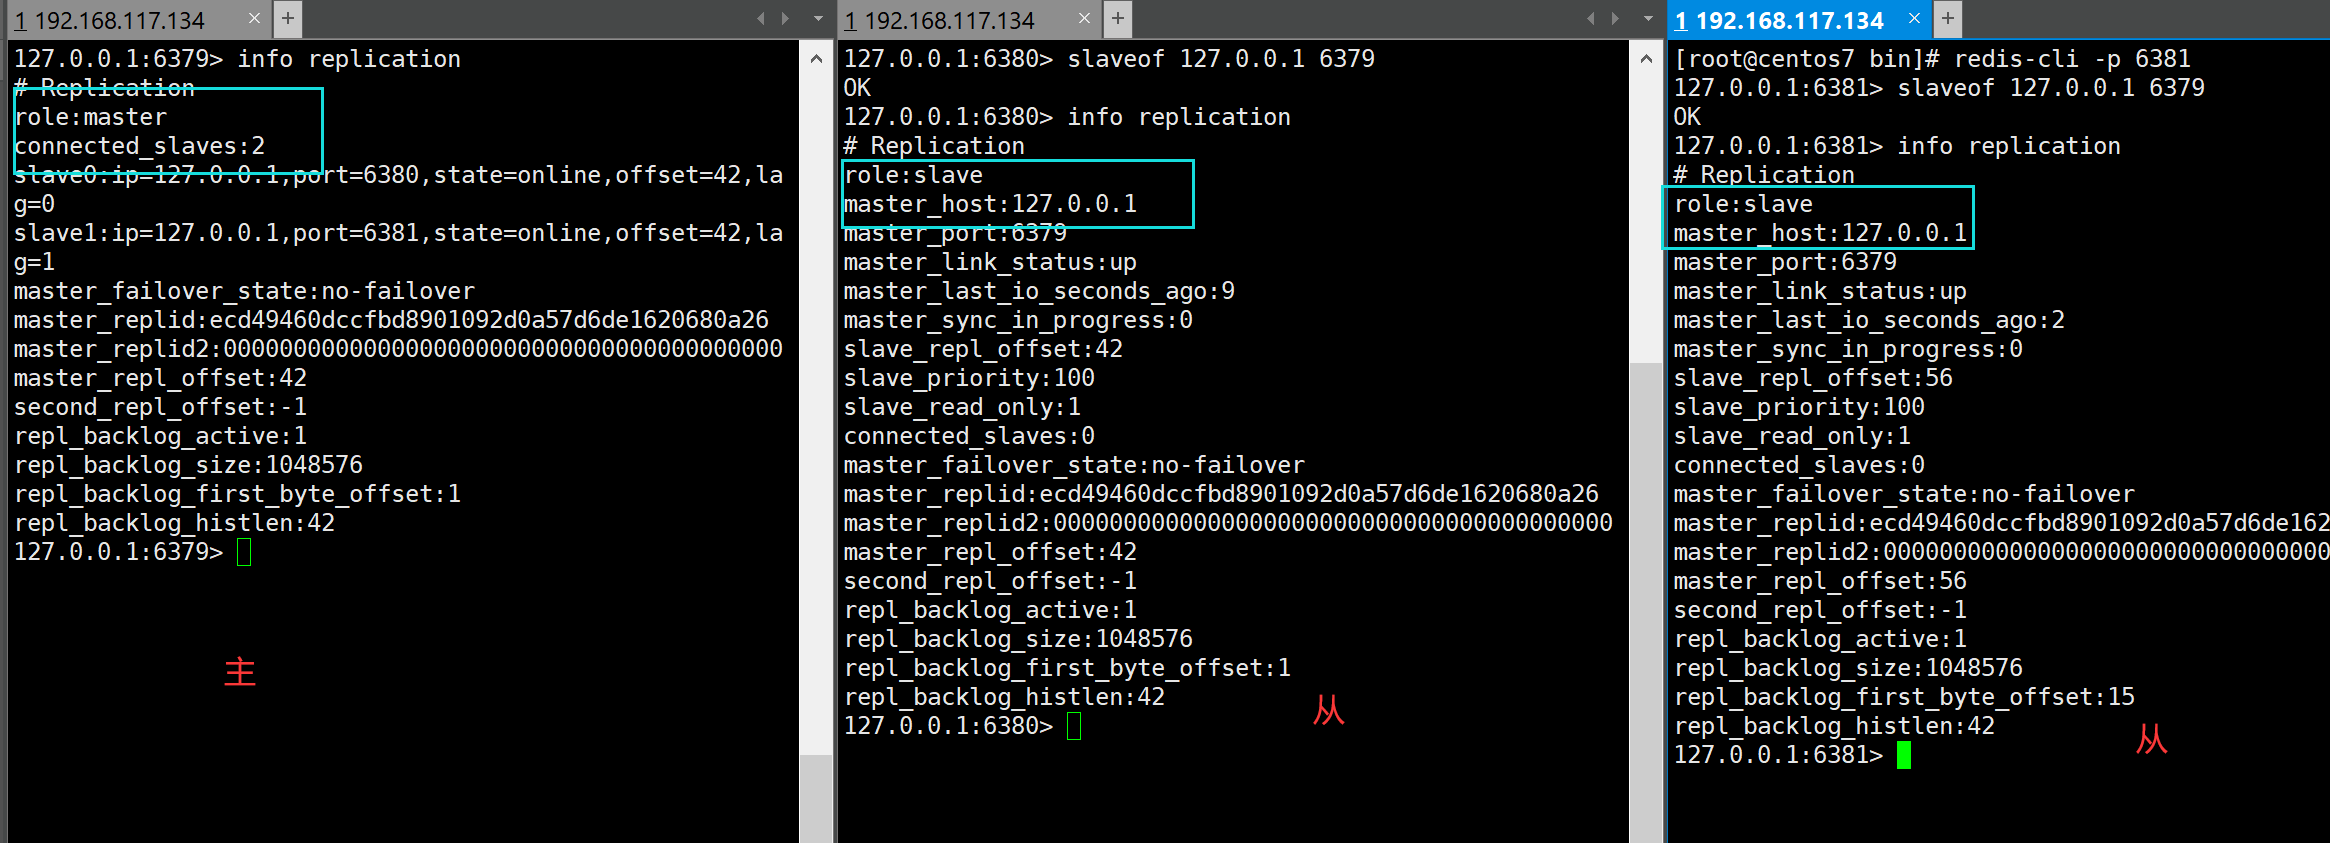 1 192.168.117.134 × +
127.0.0.1:6379> info replication
# Replication
role:master
connected_slaves:2
slave0:ip=127.0.0.1,port=6380,state=online,offset=42,la
g=0
slave1:ip=127.0.0.1,port=6381,state=online,offset=42,la
g=1
master_failover_state:no-failover
master_replid:ecd49460dccfbd8901092d0a57d6de1620680a26
master_replid2:0000000000000000000000000000000000000000
master_repl_offset:42
second_repl_offset:-1
repl_backlog_active:1
repl_backlog_size:1048576
repl_backlog_first_byte_offset:1
repl_backlog_histlen:42
127.0.0.1:6379>
主
1 192.168.117.134 × +
127.0.0.1:6380> slaveof 127.0.0.1 6379
OK
127.0.0.1:6380> info replication
# Replication
role:slave
master_host:127.0.0.1
master_port:6379
master_link_status:up
master_last_io_seconds_ago:9
master_sync_in_progress:0
slave_repl_offset:42
slave_priority:100
slave_read_only:1
connected_slaves:0
master_failover_state:no-failover
master_replid:ecd49460dccfbd8901092d0a57d6de1620680a26
master_replid2:0000000000000000000000000000000000000000
master_repl_offset:42
second_repl_offset:-1
repl_backlog_active:1
repl_backlog_size:1048576
repl_backlog_first_byte_offset:1
repl_backlog_histlen:42
从
127.0.0.1:6380>
1 192.168.117.134 × +
[root@centos7 bin]# redis-cli -p 6381
127.0.0.1:6381> slaveof 127.0.0.1 6379
OK
127.0.0.1:6381> info replication
# Replication
role:slave
master_host:127.0.0.1
master_port:6379
master_link_status:up
master_last_io_seconds_ago:2
master_sync_in_progress:0
slave_repl_offset:56
slave_priority:100
slave_read_only:1
connected_slaves:0
master_failover_state:no-failover
master_replid:ecd49460dccfbd8901092d0a57d6de162
master_replid2:00000000000000000000000000000000
master_repl_offset:56
second_repl_offset:-1
repl_backlog_active:1
repl_backlog_size:1048576
repl_backlog_first_byte_offset:15
repl_backlog_histlen:42
从
127.0.0.1:6381>